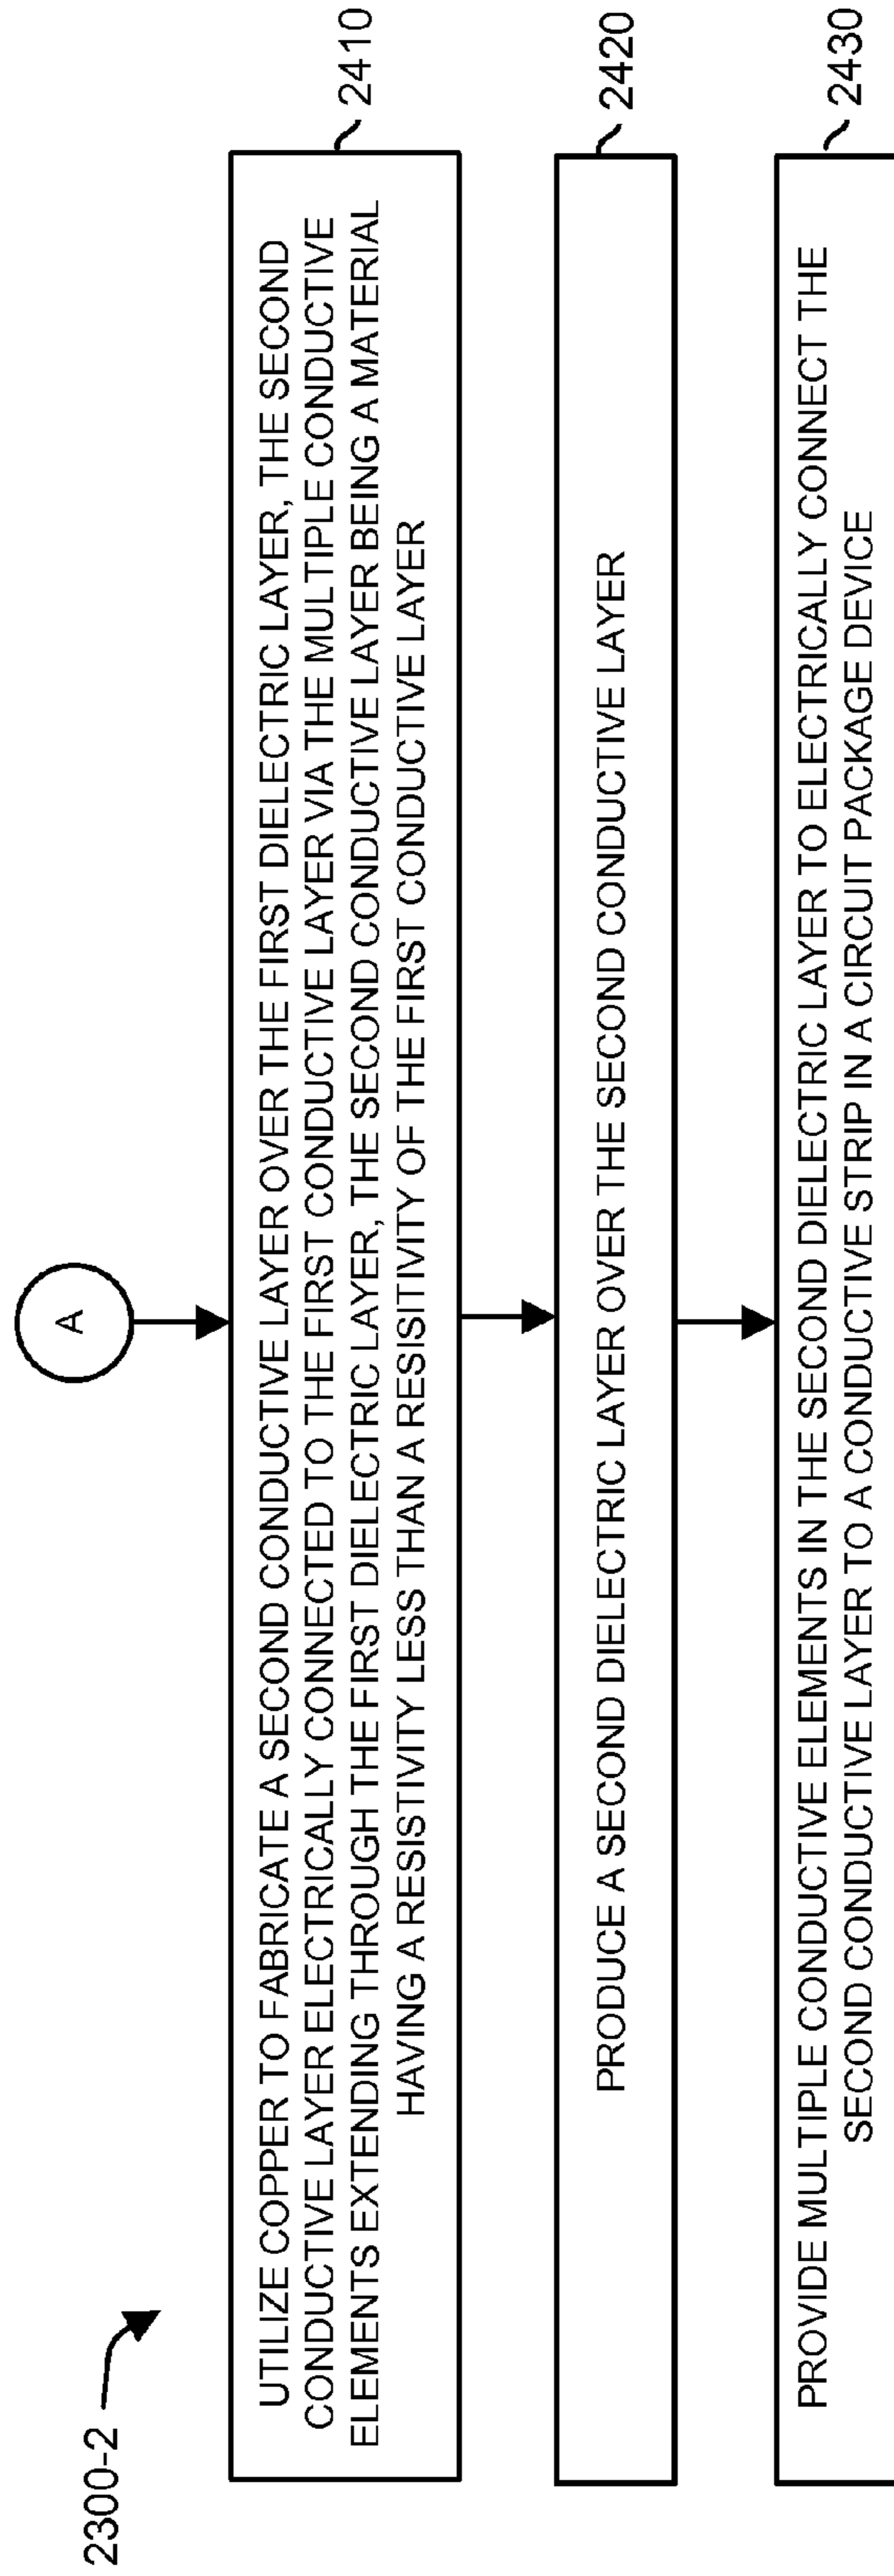 2300-2
A
2410
UTILIZE COPPER TO FABRICATE A SECOND CONDUCTIVE LAYER OVER THE FIRST DIELECTRIC LAYER, THE SECOND
CONDUCTIVE LAYER ELECTRICALLY CONNECTED TO THE FIRST CONDUCTIVE LAYER VIA THE MULTIPLE CONDUCTIVE
ELEMENTS EXTENDING THROUGH THE FIRST DIELECTRIC LAYER, THE SECOND CONDUCTIVE LAYER BEING A MATERIAL
HAVING A RESISTIVITY LESS THAN A RESISITIVITY OF THE FIRST CONDUCTIVE LAYER
2420
PRODUCE A SECOND DIELECTRIC LAYER OVER THE SECOND CONDUCTIVE LAYER
2430
PROVIDE MULTIPLE CONDUCTIVE ELEMENTS IN THE SECOND DIELECTRIC LAYER TO ELECTRICALLY CONNECT THE
SECOND CONDUCTIVE LAYER TO A CONDUCTIVE STRIP IN A CIRCUIT PACKAGE DEVICE